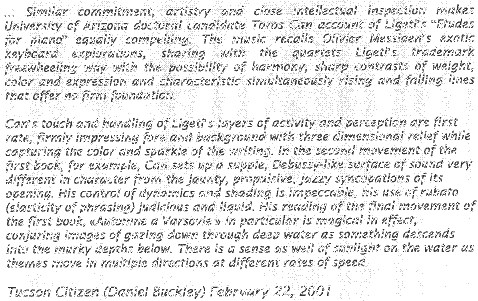 ... Similar commitment, artistry and close intellectual inspection makes
University of Arizona doctoral candidate Toros Can account of Ligeti's "Etudes
for piano" equally compelling. The music recalls Olivier Messiaen's exotic
keyboard explorations, sharing with the quartets Ligeti's trademark
freewheeling way with the possibility of harmony, sharp contrasts of weight,
color and expression and characteristic simultaneously rising and falling lines
that offer no firm foundation.
Can's touch and handling of Ligeti's layers of activity and perception are first
rate, firmly impressing fore and background with three dimensional relief while
capturing the color and sparkle of the writing. In the second movement of the
first book, for example, Can sets up a supple, Debussy-like surface of sound very
different in character from the jaunty, propulsive, jazzy syncopations of its
opening. His control of dynamics and shading is impeccable, his use of rubato
(elasticity of phrasing) judicious and liquid. His reading of the final movement of
the first book, «Automne a Varsovie » in particular is magical in effect,
conjuring images of gazing down through deep water as something descends
into the murky depths below. There is a sense as well of sunlight on the water as
themes move in multiple directions at different rates of speed.
Tucson Citizen (Daniel Buckley) February 22, 2001